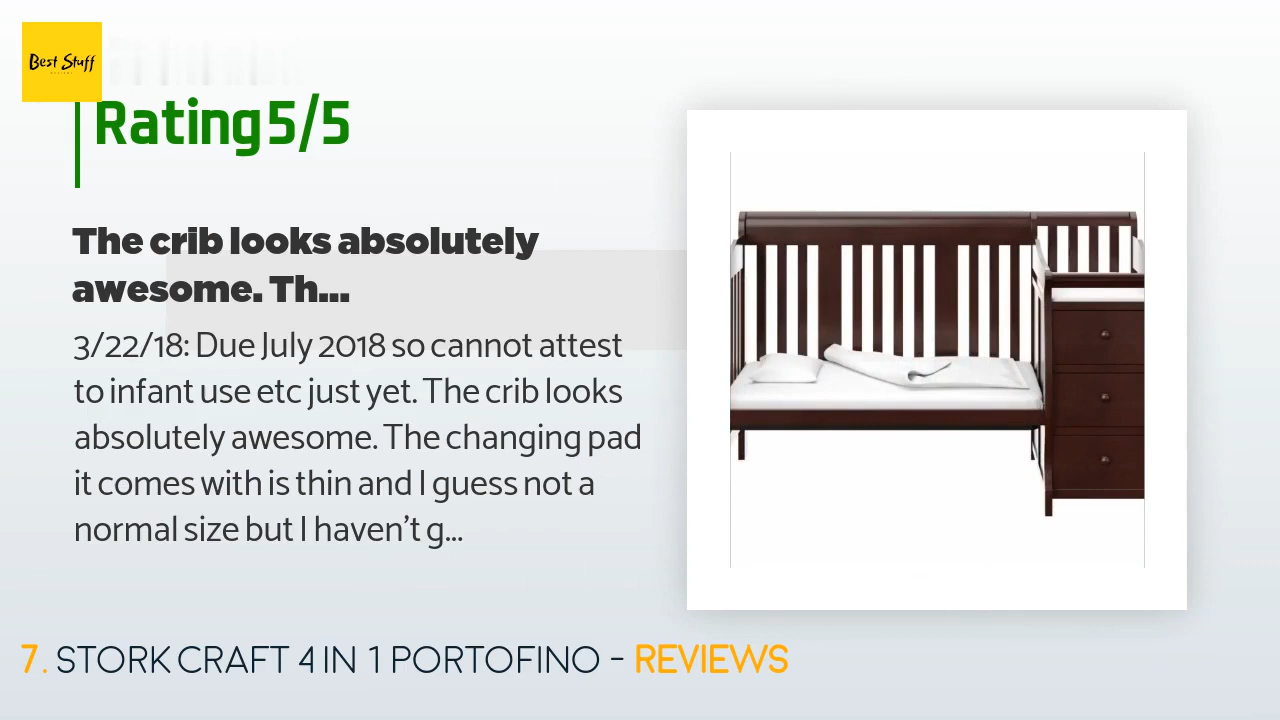 Best Stuff
Rating 5/5
The crib looks absolutely
awesome. Th...
3/22/18: Due July 2018 so cannot attest
to infant use etc just yet. The crib looks
absolutely awesome. The changing pad
it comes with is thin and I guess not a
normal size but I haven’t g...
7. STORK CRAFT 4 IN 1 PORTOFINO - REVIEWS